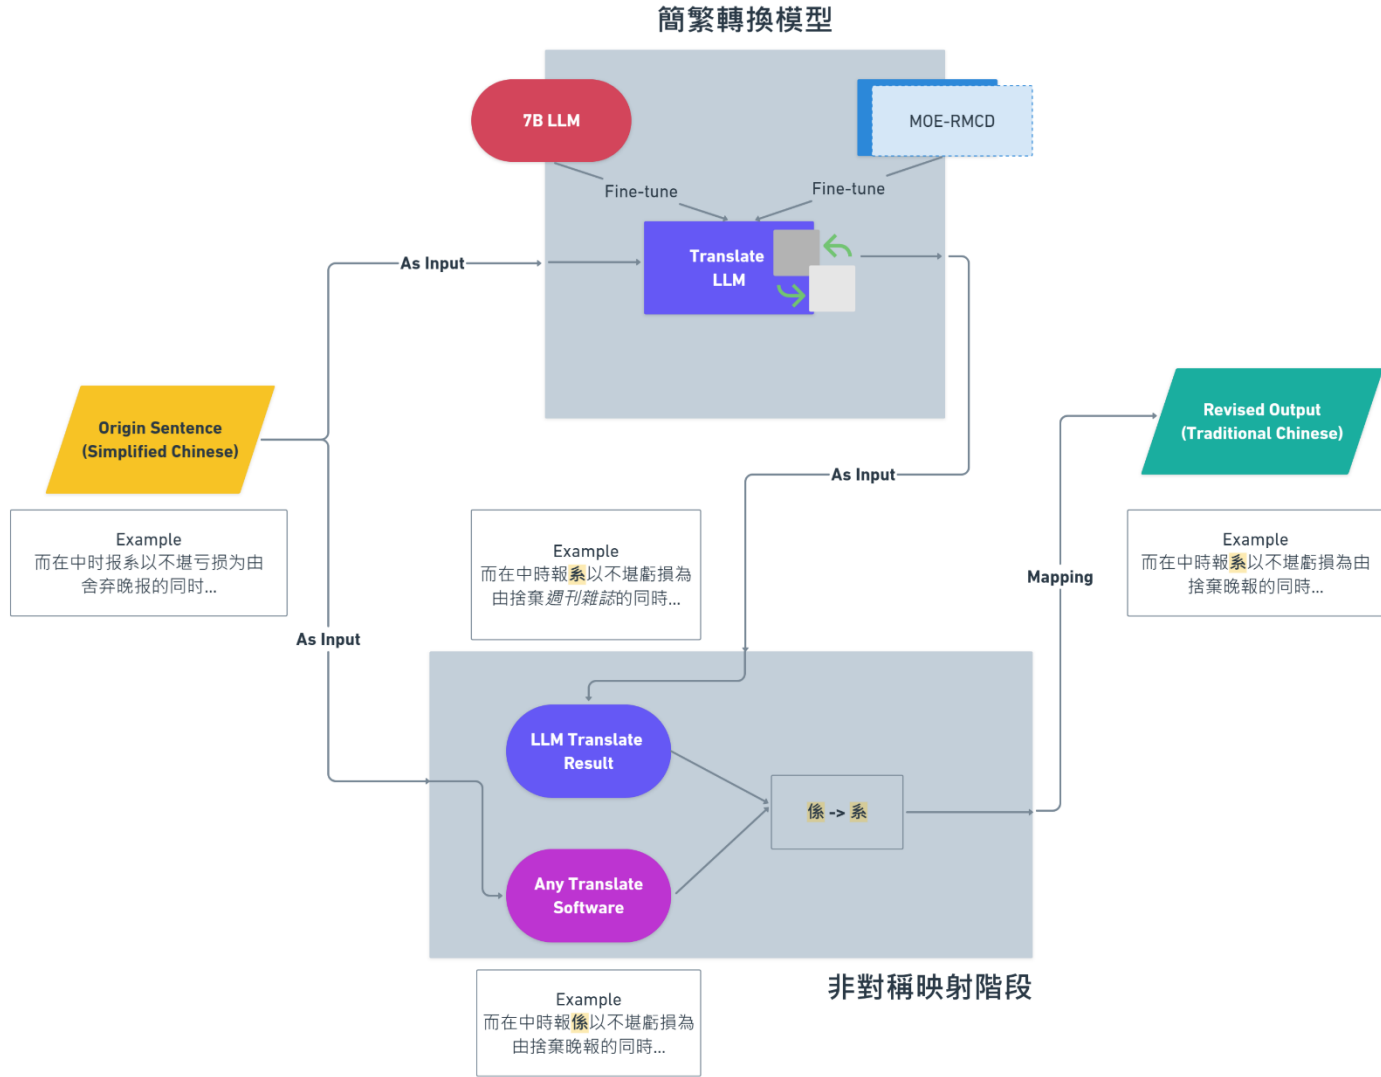 簡繁轉換模型
7B LLM
MOE-RMCD
Fine-tune
Fine-tune
Translate
LLM
As Input
Origin Sentence
(Simplified Chinese)
Revised Output
(Traditional Chinese)
As Input
Example
而在中时报系以不堪亏损为由
舍弃晚报的同时...
Example
而在中時報系以不堪虧損為
由捨棄週刊雜誌的同時...
Example
而在中時報系以不堪虧損為由
捨棄晚報的同時...
Mapping
As Input
LLM Translate
Result
係 -> 系
Any Translate
Software
非對稱映射階段
Example
而在中時報係以不堪虧損為
由捨棄晚報的同時...